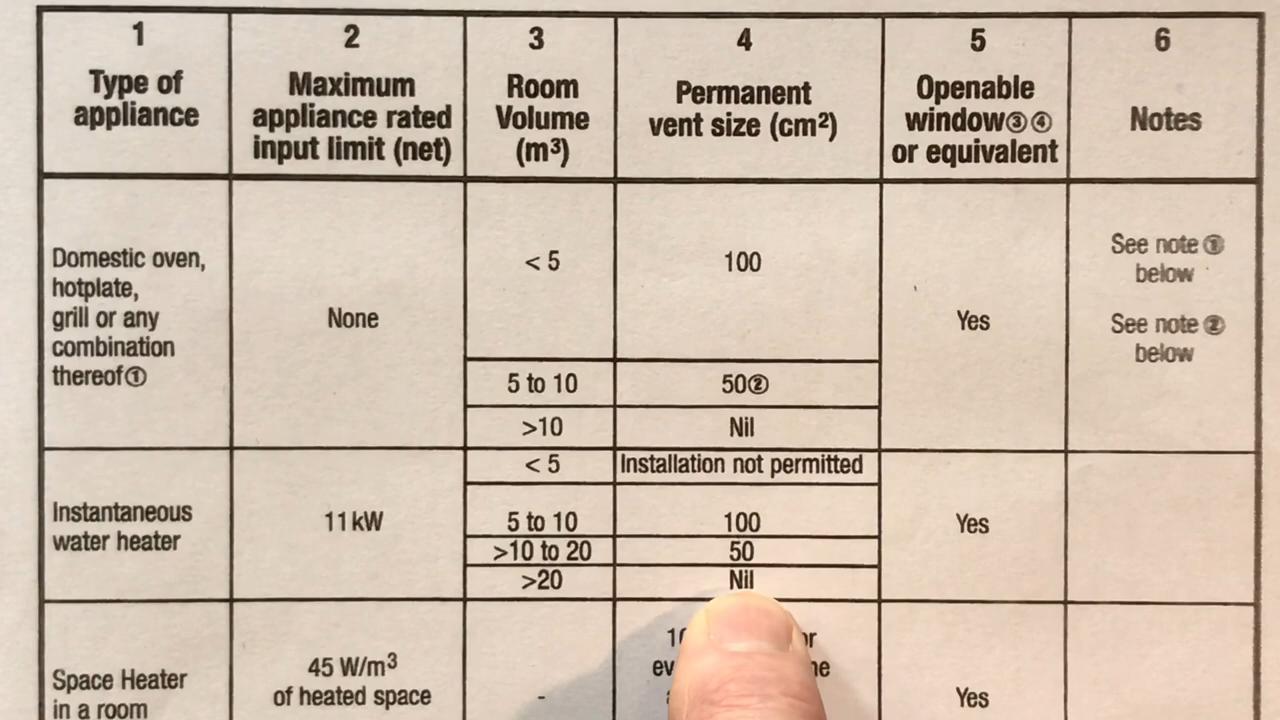 1 2 3 4 5 6
Type of appliance
Maximum appliance rated input limit (net)
Room Volume (m³)
Permanent vent size (cm²)
Openable window③④ or equivalent
Notes
Domestic oven,
hotplate,
grill or any
combination
thereof①
None
< 5
100
5 to 10
50②
>10
Nil
Yes
See note ①
below
See note ②
below
Instantaneous
water heater
11 kW
< 5
Installation not permitted
5 to 10
100
>10 to 20
50
>20
Nil
Yes
Space Heater
in a room
45 W/m³
of heated space
-
Yes